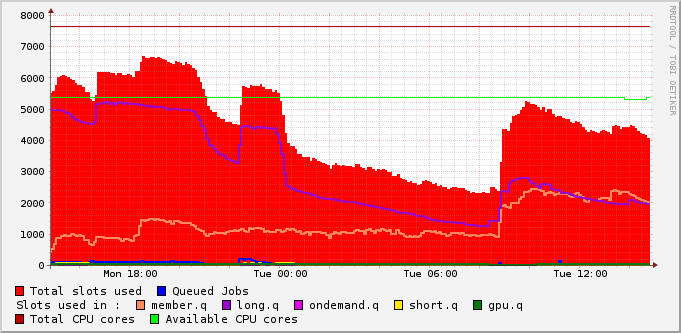 8000
7000
6000
5000
4000
3000
2000
1000
0
Mon 18:00 Tue 00:00 Tue 06:00 Tue 12:00
RRDTOOL / TOBI OETIKER
Total slots used Queued Jobs
Slots used in : member.q long.q ondemand.q short.q gpu.q
Total CPU cores Available CPU cores